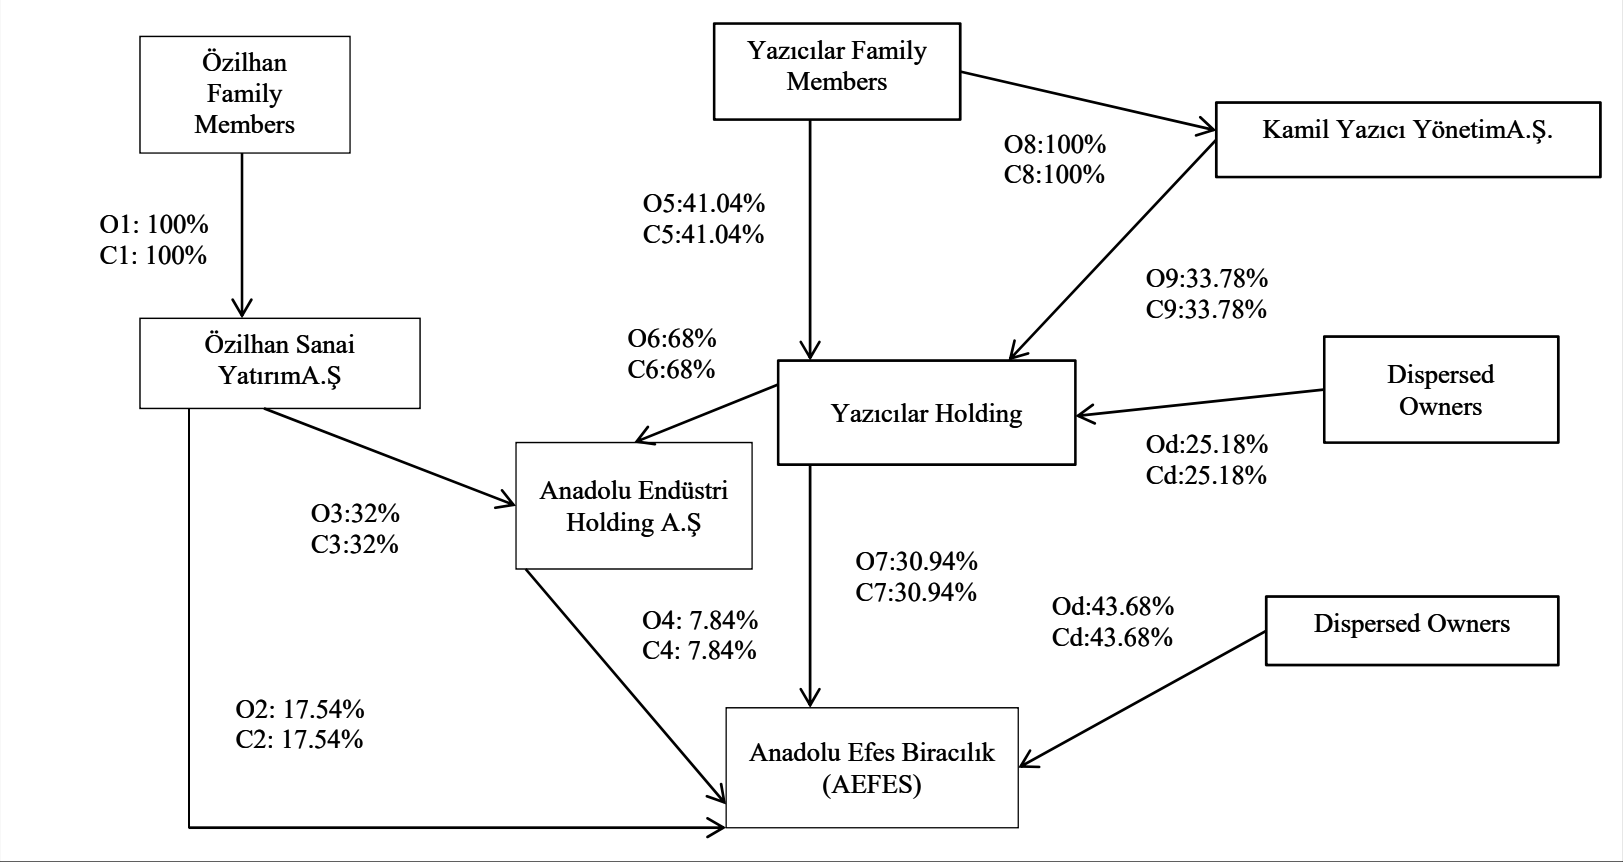 Özilhan
Family
Members
Yazıcılar Family
Members
Kamil Yazıcı YönetimA.Ş.
O8:100%
C8:100%
O1: 100%
C1: 100%
O5:41.04%
C5:41.04%
O9:33.78%
C9:33.78%
Özilhan Sanai
YatırımA.Ş
O6:68%
C6:68%
Yazıcılar Holding
Dispersed
Owners
Od:25.18%
Cd:25.18%
Anadolu Endüstri
Holding A.Ş
O3:32%
C3:32%
O7:30.94%
C7:30.94%
O4: 7.84%
C4: 7.84%
Od:43.68%
Cd:43.68%
Dispersed Owners
O2: 17.54%
C2: 17.54%
Anadolu Efes Biracılık
(AEFES)